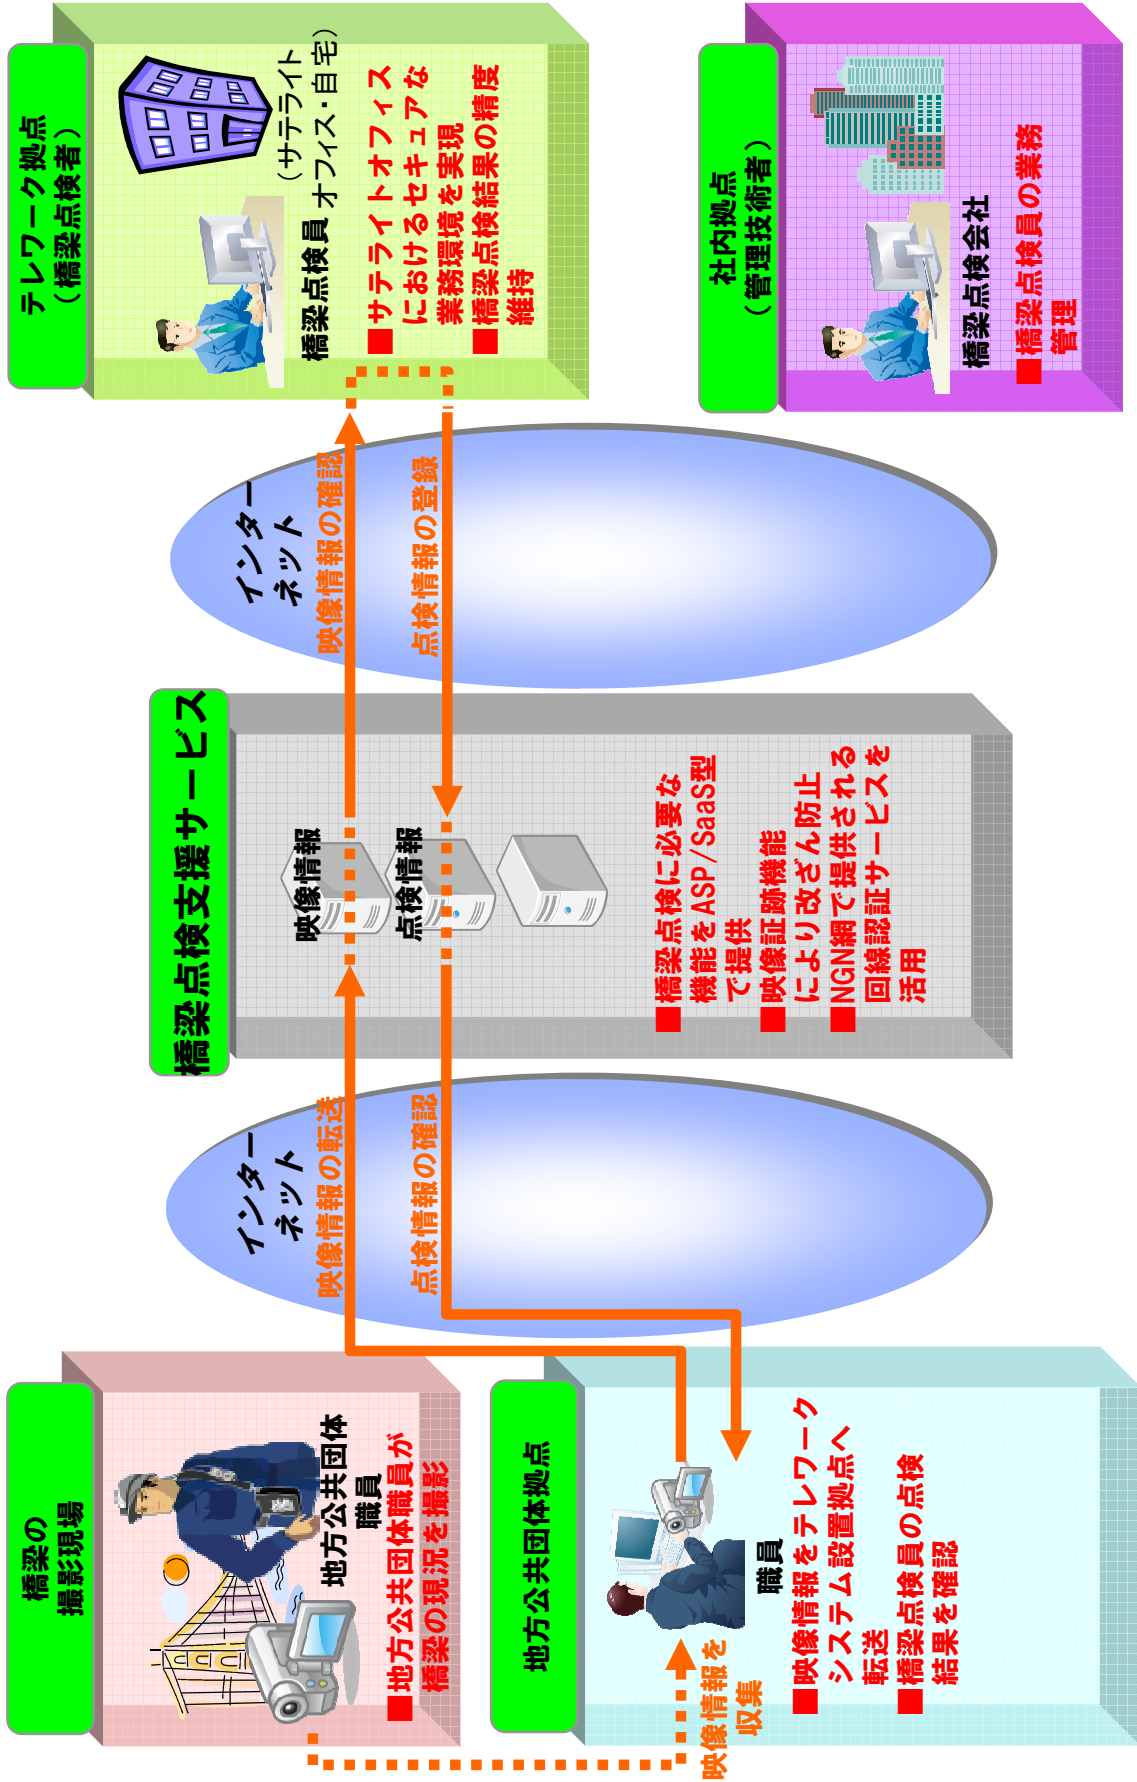 橋梁の
撮影現場
地方公共団体
職員
■地方公共団体職員が
橋梁の現況を撮影
映像情報を
収集
地方公共団体拠点
職員
■映像情報をテレワーク
システム設置拠点へ
転送
■橋梁点検員の点検
結果を確認
インター
ネット
映像情報の転送
点検情報の確認
橋梁点検支援サービス
映像情報
点検情報
■橋梁点検に必要な
機能をASP/SaaS型
で提供
■映像証跡機能
により改ざん防止
■NGN網で提供される
回線認証サービスを
活用
インター
ネット
映像情報の確認
点検情報の登録
テレワーク拠点
（橋梁点検者）
（サテライト
オフィス・自宅）
橋梁点検員
■サテライトオフィス
におけるセキュアな
業務環境を実現
■橋梁点検結果の精度
維持
社内拠点
（管理技術者）
橋梁点検会社
■橋梁点検員の業務
管理